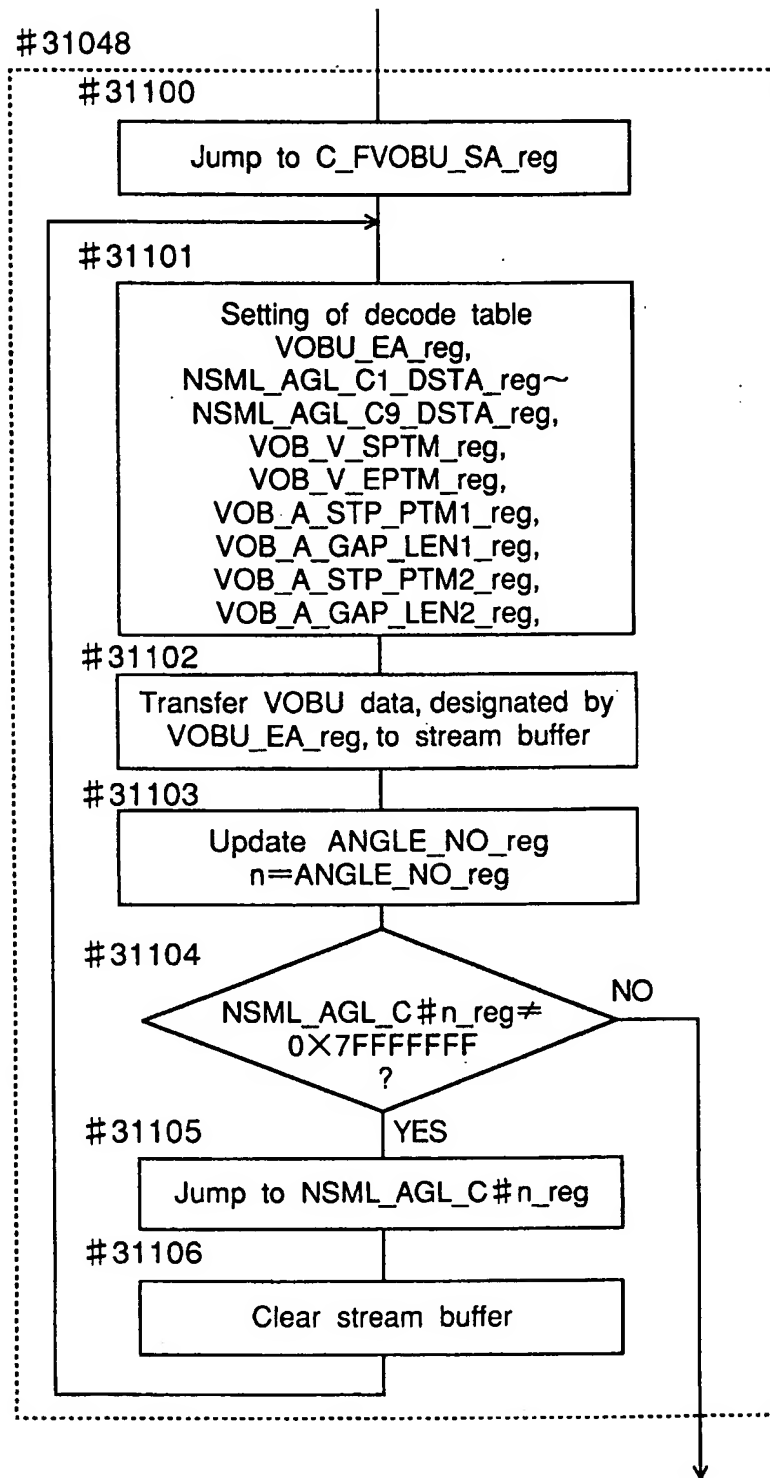 #31048
#31100
Jump to C_FVOBU_SA_reg
#31101
Setting of decode table
VOBU_EA_reg,
NSML_AGL_C1_DSTA_reg~
NSML_AGL_C9_DSTA_reg,
VOB_V_SPTM_reg,
VOB_V_EPTM_reg,
VOB_A_STP_PTM1_reg,
VOB_A_GAP_LEN1_reg,
VOB_A_STP_PTM2_reg,
VOB_A_GAP_LEN2_reg,
#31102
Transfer VOBU data, designated by
VOBU_EA_reg, to stream buffer
#31103
Update ANGLE_NO_reg
n=ANGLE_NO_reg
#31104
NSML_AGL_C#n_reg≠
0×7FFFFFFF
?
NO
YES
#31105
Jump to NSML_AGL_C#n_reg
#31106
Clear stream buffer